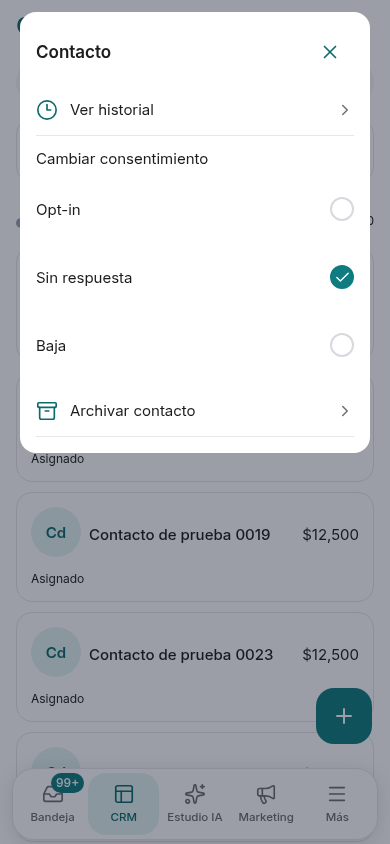 Contacto
Ver historial
Cambiar consentimiento
Opt-in
Sin respuesta
Baja
Archivar contacto
Asignado
Cd
Contacto de prueba 0019
$12,500
Asignado
Cd
Contacto de prueba 0023
$12,500
Asignado
99+
Bandeja
CRM
Estudio IA
Marketing
Más